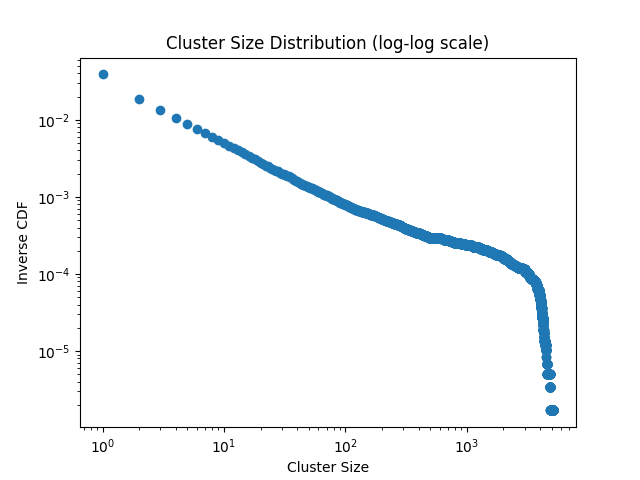 Cluster Size Distribution (log-log scale)
Inverse CDF
10⁻²
10⁻³
10⁻⁴
10⁻⁵
10⁰ 10¹ 10² 10³
Cluster Size